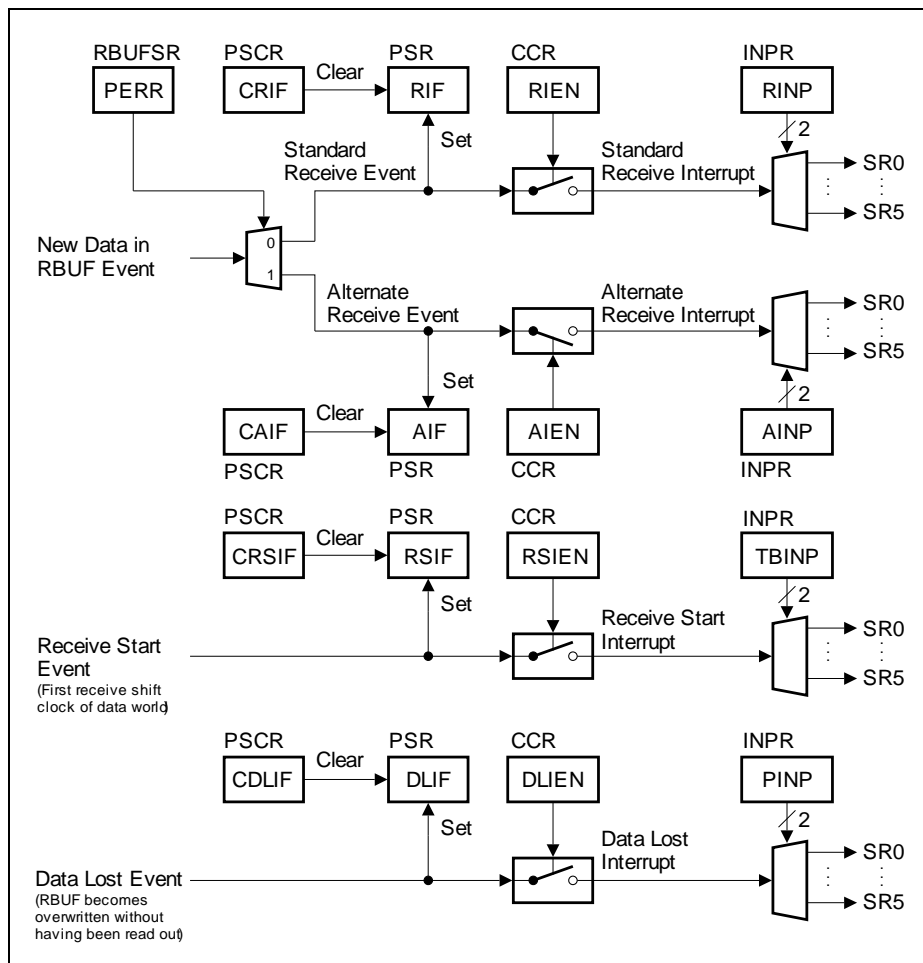 RBUFSR PSCR PSR CCR INPR
PERR CRIF Clear RIF RIEN RINP
Set 2
Standard
Receive Event
Standard
Receive Interrupt
SR0
SR5
New Data in
RBUF Event
0
1
Alternate
Receive Event
Alternate
Receive Interrupt
SR0
SR5
Set 2
CAIF Clear AIF AIEN AINP
PSCR PSR CCR INPR
PSCR PSR CCR INPR
CRSIF Clear RSIF RSIEN TBINP
Set 2
Receive Start
Interrupt
SR0
SR5
Receive Start
Event
(First receive shift
clock of data world)
PSCR PSR CCR INPR
CDLIF Clear DLIF DLIEN PINP
Set 2
Data Lost
Interrupt
SR0
SR5
Data Lost Event
(RBUF becomes
overwritten without
having been read out)